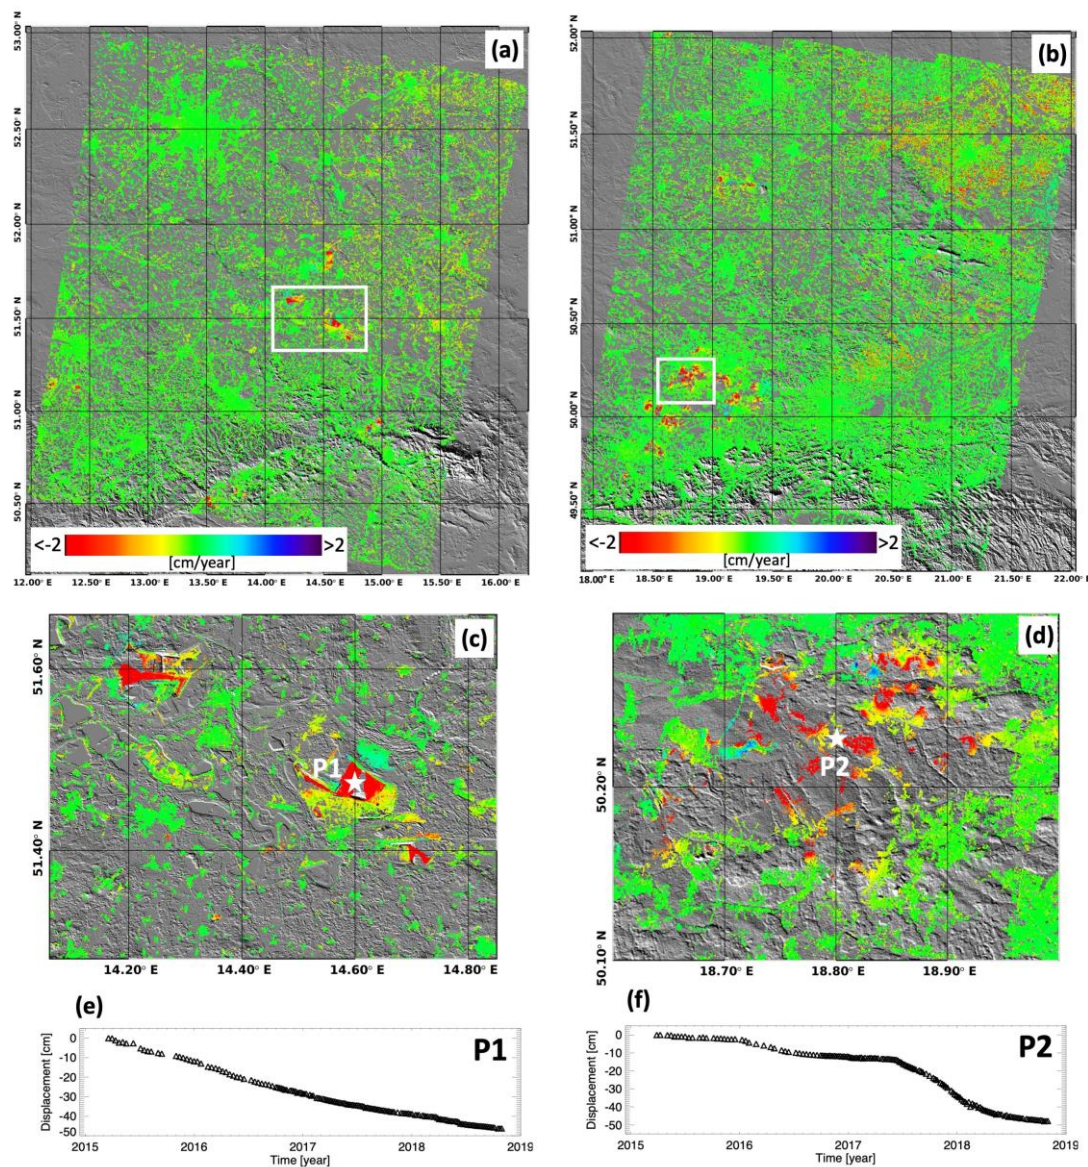 (a)
53.00° N
52.50° N
52.00° N
51.50° N
51.00° N
50.50° N
<-2
>2
[cm/year]
12.00° E
12.50° E
13.00° E
13.50° E
14.00° E
14.50° E
15.00° E
15.50° E
16.00° E
(b)
52.00° N
51.50° N
51.00° N
50.50° N
50.00° N
49.50° N
<-2
>2
[cm/year]
18.00° E
18.50° E
19.00° E
19.50° E
20.00° E
20.50° E
21.00° E
21.50° E
22.00° E
(c)
51.60° N
51.40° N
P1
14.20° E
14.40° E
14.60° E
14.80° E
(d)
50.20° N
50.10° N
P2
18.70° E
18.80° E
18.90° E
(e)
P1
Displacement [cm]
0
-10
-20
-30
-40
-50
2015
2016
2017
2018
2019
Time [year]
(f)
P2
Displacement [cm]
0
-10
-20
-30
-40
-50
2015
2016
2017
2018
2019
Time [year]